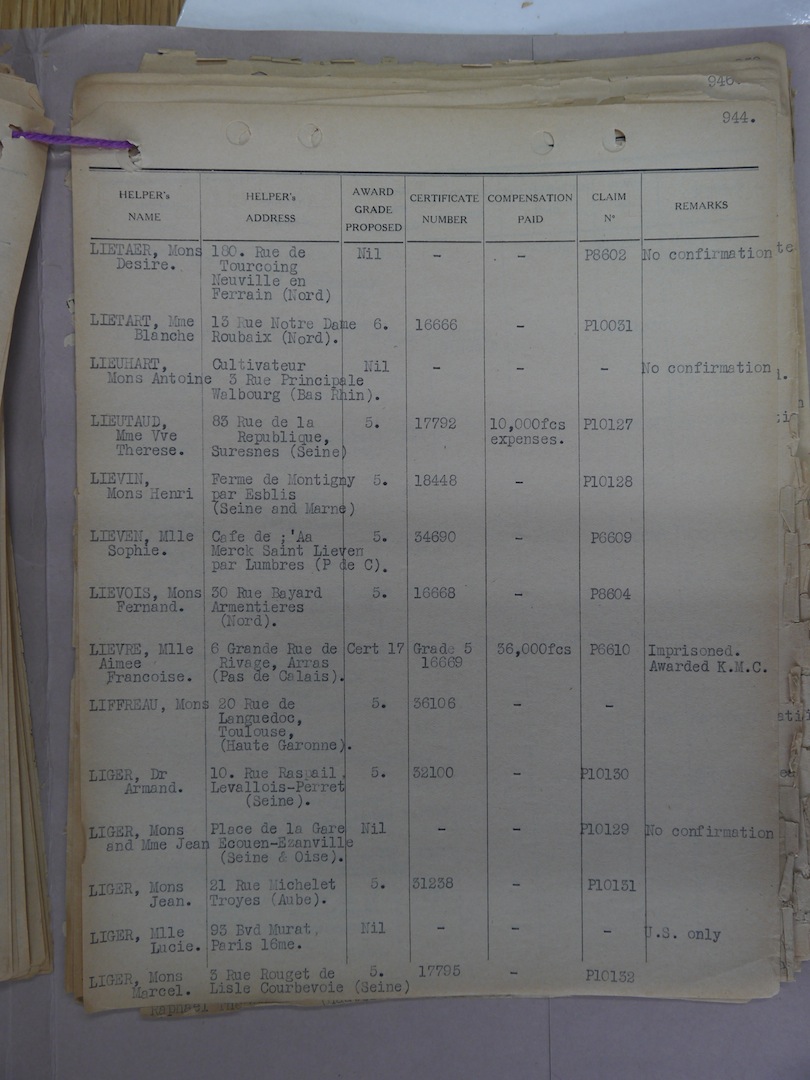 946.
944.
HELPER's NAME | HELPER's ADDRESS | AWARD GRADE PROPOSED | CERTIFICATE NUMBER | COMPENSATION PAID | CLAIM No | REMARKS
LIETAER, Mons 180. Rue de Nil - - P8602 No confirmation
Desire. Tourcoing
Neuville en
Ferrain (Nord)
LIETART, Mme 13 Rue Notre Dame 6. 16666 - P10031
Blanche Roubaix (Nord).
LIEUHART, Cultivateur Nil - - - No confirmation
Mons Antoine 3 Rue Principale
Walbourg (Bas Rhin).
LIEUTAUD, 83 Rue de la 5. 17792 10,000fcs P10127
Mme Vve Republique, expenses.
Therese. Suresnes (Seine)
LIEVIN, Ferme de Montigny 5. 18448 - P10128
Mons Henri par Esblis
(Seine and Marne)
LIEVEN, Mlle Cafe de ;'Aa 5. 34690 - P6609
Sophie. Merck Saint Lieven
par Lumbres (P de C).
LIEVOIS, Mons 30 Rue Bayard 5. 16668 - P8604
Fernand. Armentieres
(Nord).
LIEVRE, Mlle 6 Grande Rue de Cert 17 Grade 5 36,000fcs P6610 Imprisoned.
Aimee Rivage, Arras 16669 Awarded K.M.C.
Francoise. (Pas de Calais).
LIFFREAU, Mons 20 Rue de 5. 36106 - -
Languedoc,
Toulouse,
(Haute Garonne).
LIGER, Dr 10. Rue Raspail, 5. 32100 - P10130
Armand. Levallois-Perret
(Seine).
LIGER, Mons Place de la Gare Nil - - P10129 No confirmation
and Mme Jean Ecouen-Ezanville
(Seine & Oise).
LIGER, Mons 21 Rue Michelet 5. 31238 - P10131
Jean. Troyes (Aube).
LIGER, Mlle 93 Bvd Murat, Nil - - - U.S. only
Lucie. Paris 16me.
LIGER, Mons 3 Rue Rouget de 5. 17795 - P10132
Marcel. Lisle Courbevoie (Seine)